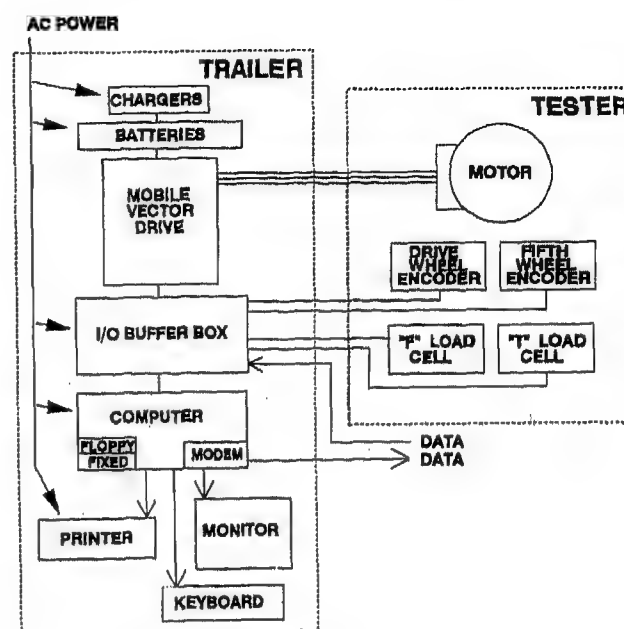 AC POWER
TRAILER
CHARGERS
BATTERIES
MOBILE
VECTOR
DRIVE
I/O BUFFER BOX
COMPUTER
FLOPPY
FIXED
MODEM
PRINTER
MONITOR
KEYBOARD
TESTER
MOTOR
DRIVE
WHEEL
ENCODER
FIFTH
WHEEL
ENCODER
"F" LOAD
CELL
"T" LOAD
CELL
DATA
DATA